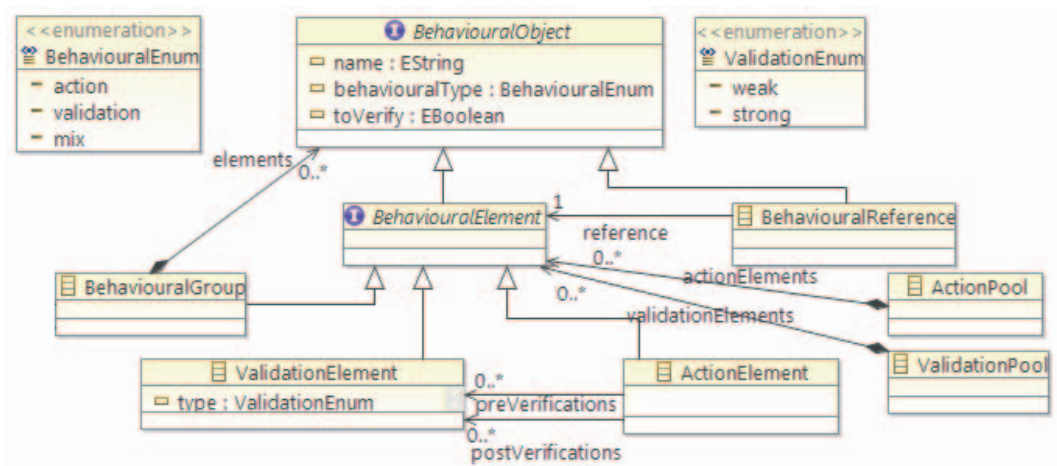 <<enumeration>>
BehaviouralEnum
action
validation
mix
BehaviouralObject
name : EString
behaviouralType : BehaviouralEnum
toVerify : EBoolean
<<enumeration>>
ValidationEnum
weak
strong
elements
0..*
BehaviouralElement
1
reference
BehaviouralReference
0..*
actionElements
0..*
validationElements
BehaviouralGroup
ActionPool
ValidationPool
ValidationElement
type : ValidationEnum
0..*
preVerifications
0..*
postVerifications
ActionElement